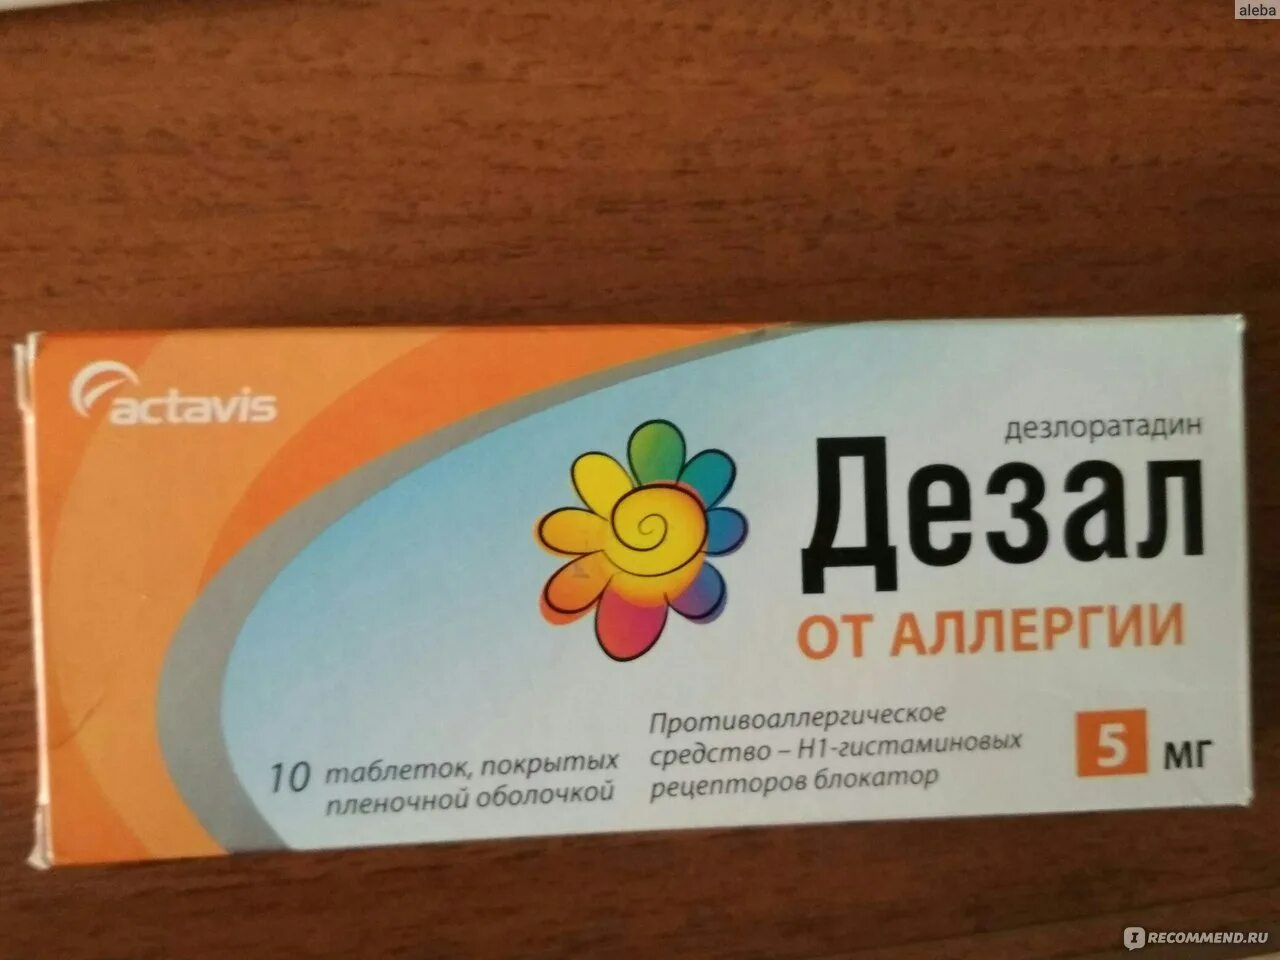 aleba
actavis
дезлоратадин
Дезал
ОТ АЛЛЕРГИИ
Противоаллергическое
средство – H1-гистаминовых
рецепторов блокатор
10 таблеток, покрытых
пленочной оболочкой
5 мг
IRECOMMEND.RU